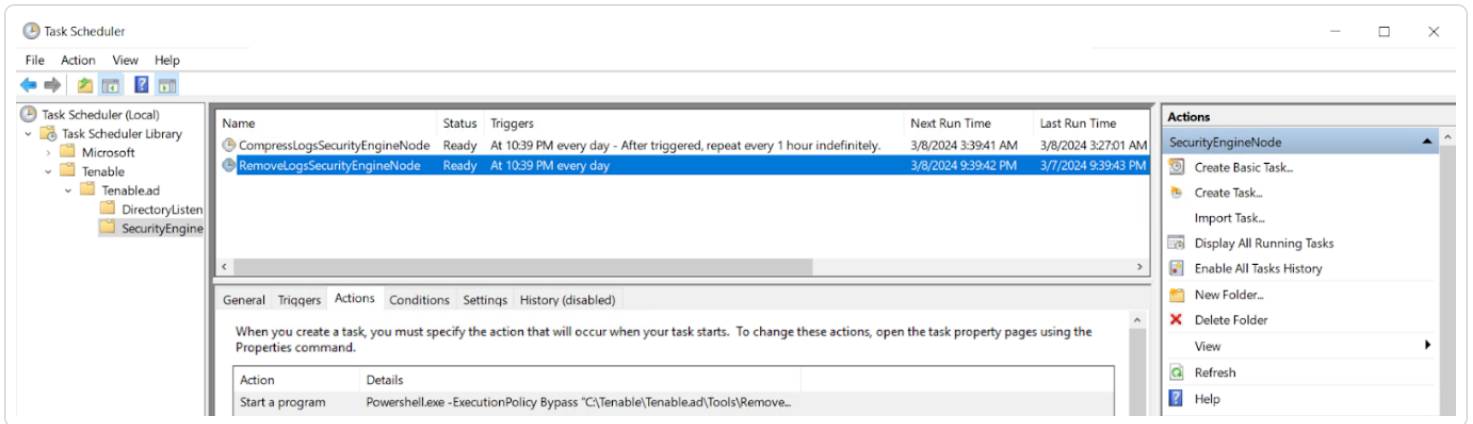 Task Scheduler
File Action View Help
Task Scheduler (Local)
Task Scheduler Library
Microsoft
Tenable
Tenable.ad
DirectoryListen
SecurityEngine
Name Status Triggers Next Run Time Last Run Time
CompressLogsSecurityEngineNode Ready At 10:39 PM every day - After triggered, repeat every 1 hour indefinitely. 3/8/2024 3:39:41 AM 3/8/2024 3:27:01 AM
RemoveLogsSecurityEngineNode Ready At 10:39 PM every day 3/8/2024 9:39:42 PM 3/7/2024 9:39:43 PM
General Triggers Actions Conditions Settings History (disabled)
When you create a task, you must specify the action that will occur when your task starts. To change these actions, open the task property pages using the
Properties command.
Action Details
Start a program Powershell.exe -ExecutionPolicy Bypass "C:\Tenable\Tenable.ad\Tools\Remove...
Actions
SecurityEngineNode
Create Basic Task...
Create Task...
Import Task...
Display All Running Tasks
Enable All Tasks History
New Folder...
Delete Folder
View
Refresh
Help